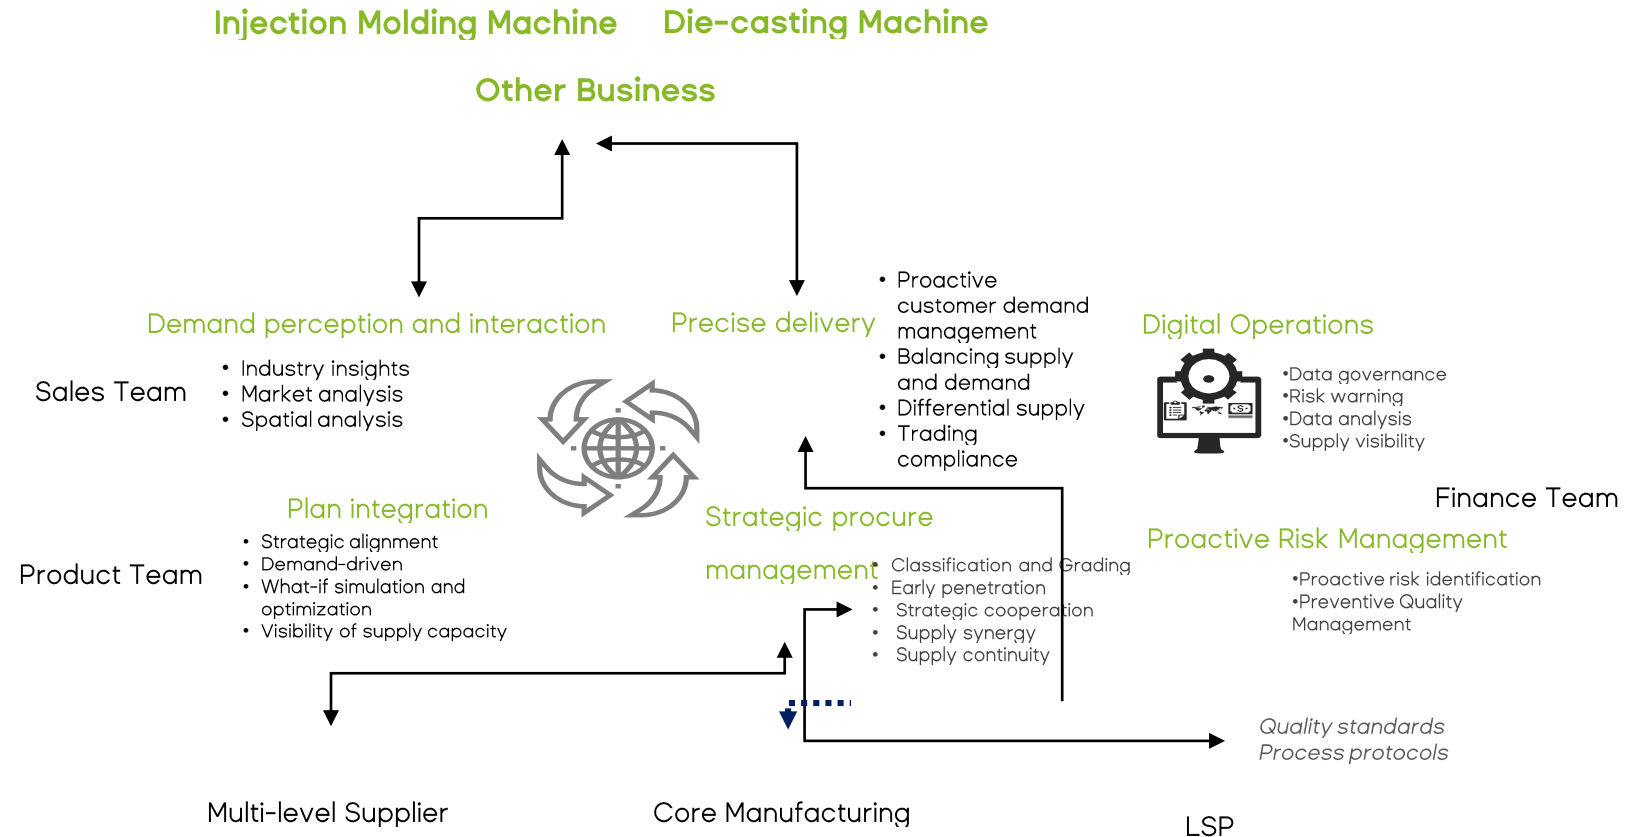 Injection Molding Machine
Die-casting Machine
Other Business
Demand perception and interaction
• Industry insights
• Market analysis
• Spatial analysis
Precise delivery
• Proactive
customer demand
management
• Balancing supply
and demand
• Differential supply
• Trading
compliance
Digital Operations
•Data governance
•Risk warning
•Data analysis
•Supply visibility
Sales Team
Finance Team
Plan integration
• Strategic alignment
• Demand-driven
• What-if simulation and
optimization
• Visibility of supply capacity
Product Team
Strategic procure
management
• Classification and Grading
• Early penetration
• Strategic cooperation
• Supply synergy
• Supply continuity
Proactive Risk Management
•Proactive risk identification
•Preventive Quality
Management
Quality standards
Process protocols
Multi-level Supplier
Core Manufacturing
LSP